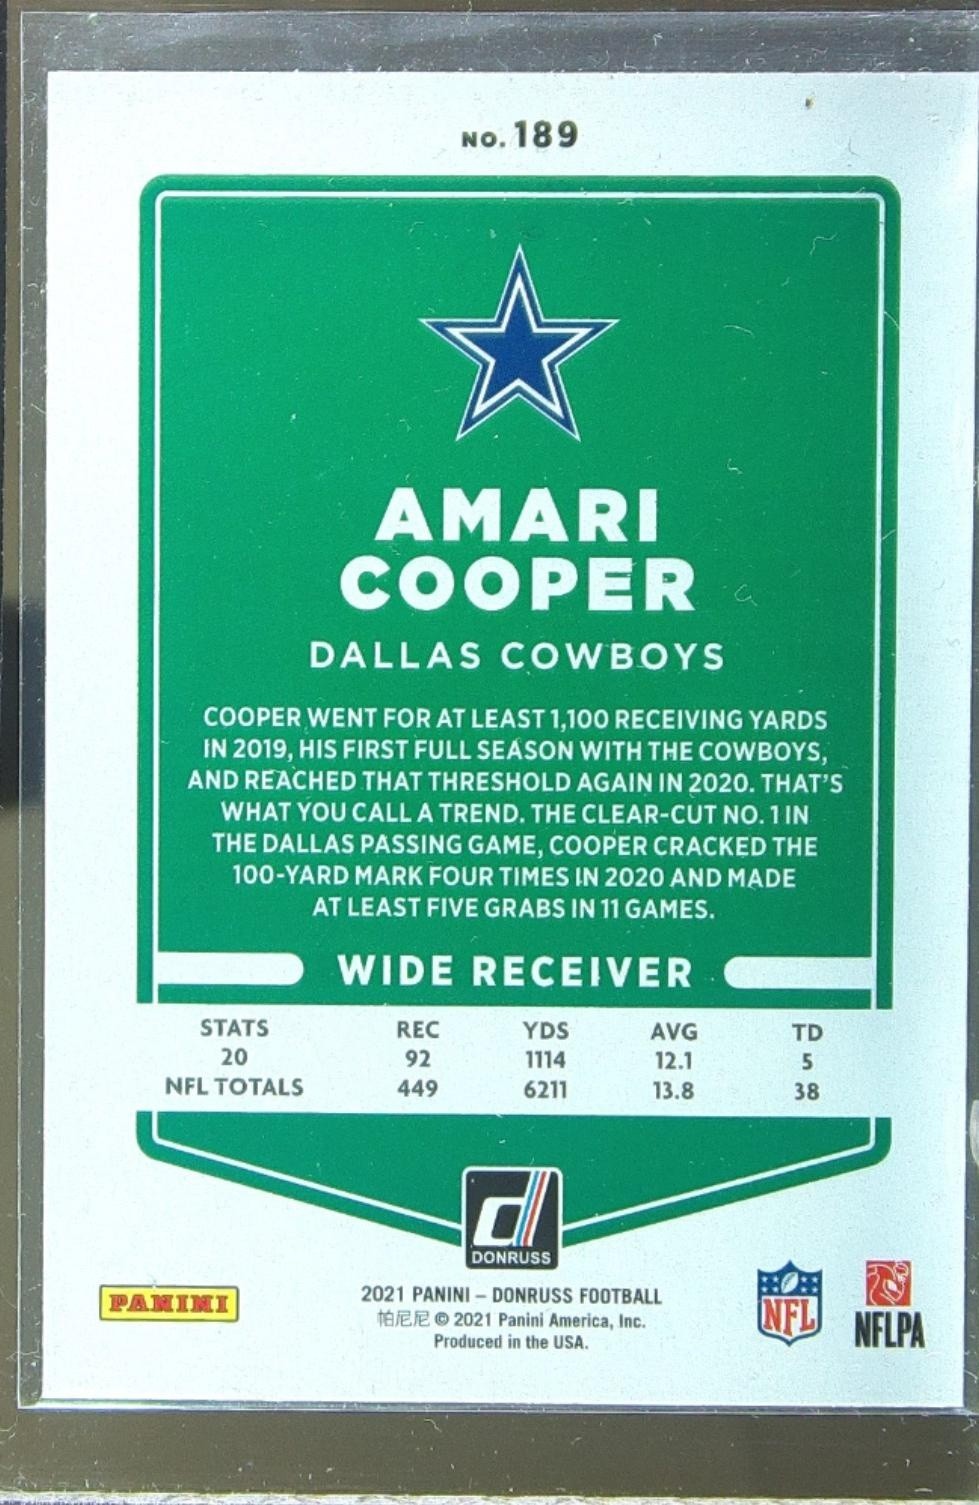 NO. 189
AMARI
COOPER
DALLAS COWBOYS
COOPER WENT FOR AT LEAST 1,100 RECEIVING YARDS
IN 2019, HIS FIRST FULL SEASON WITH THE COWBOYS,
AND REACHED THAT THRESHOLD AGAIN IN 2020. THAT'S
WHAT YOU CALL A TREND. THE CLEAR-CUT NO. 1 IN
THE DALLAS PASSING GAME, COOPER CRACKED THE
100-YARD MARK FOUR TIMES IN 2020 AND MADE
AT LEAST FIVE GRABS IN 11 GAMES.
WIDE RECEIVER
STATS REC YDS AVG TD
20 92 1114 12.1 5
NFL TOTALS 449 6211 13.8 38
d
DONRUSS
PANINI
2021 PANINI – DONRUSS FOOTBALL
帕尼尼 © 2021 Panini America, Inc.
Produced in the USA.
NFL
NFLPA